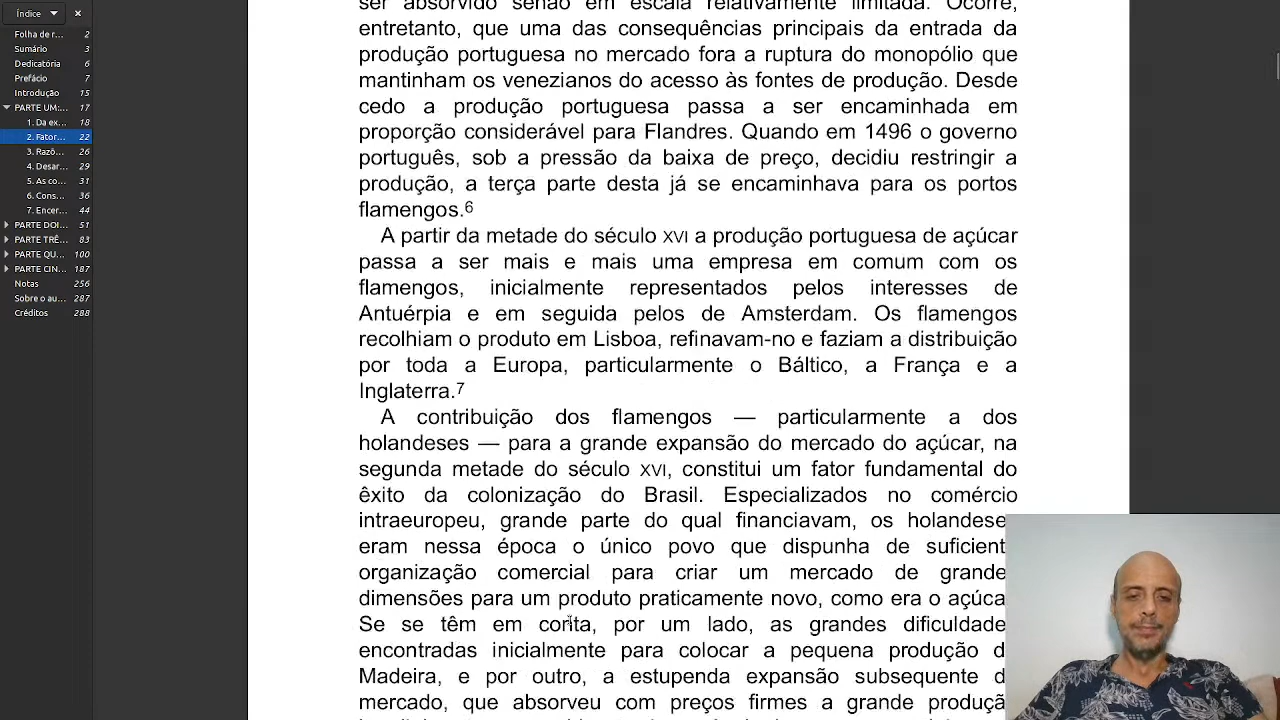 Índice
Folha de r... 2
Sumário 3
Dedicatória 6
Prefácio 7
Introdução 15
PARTE UM:... 17
1. Da ex... 18
2. Fator... 22
3. Razõ... 26
4. Desar... 29
5. As co... 31
6. Cons... 36
7. Encer... 44
PARTE DOI... 51
PARTE TRÊ... 83
PARTE QU... 100
PARTE CIN... 187
Notas 256
Sobre o au... 287
Créditos 288
ser absorvido senão em escala relativamente limitada. Ocorre,
entretanto, que uma das consequências principais da entrada da
produção portuguesa no mercado fora a ruptura do monopólio que
mantinham os venezianos do acesso às fontes de produção. Desde
cedo a produção portuguesa passa a ser encaminhada em
proporção considerável para Flandres. Quando em 1496 o governo
português, sob a pressão da baixa de preço, decidiu restringir a
produção, a terça parte desta já se encaminhava para os portos
flamengos.6
A partir da metade do século XVI a produção portuguesa de açúcar
passa a ser mais e mais uma empresa em comum com os
flamengos, inicialmente representados pelos interesses de
Antuérpia e em seguida pelos de Amsterdam. Os flamengos
recolhiam o produto em Lisboa, refinavam-no e faziam a distribuição
por toda a Europa, particularmente o Báltico, a França e a
Inglaterra.7
A contribuição dos flamengos — particularmente a dos
holandeses — para a grande expansão do mercado do açúcar, na
segunda metade do século XVI, constitui um fator fundamental do
êxito da colonização do Brasil. Especializados no comércio
intraeuropeu, grande parte do qual financiavam, os holandese
eram nessa época o único povo que dispunha de suficient
organização comercial para criar um mercado de grande
dimensões para um produto praticamente novo, como era o açúca
Se se têm em conta, por um lado, as grandes dificuldade
encontradas inicialmente para colocar a pequena produção d
Madeira, e por outro, a estupenda expansão subsequente d
mercado, que absorveu com preços firmes a grande produçã